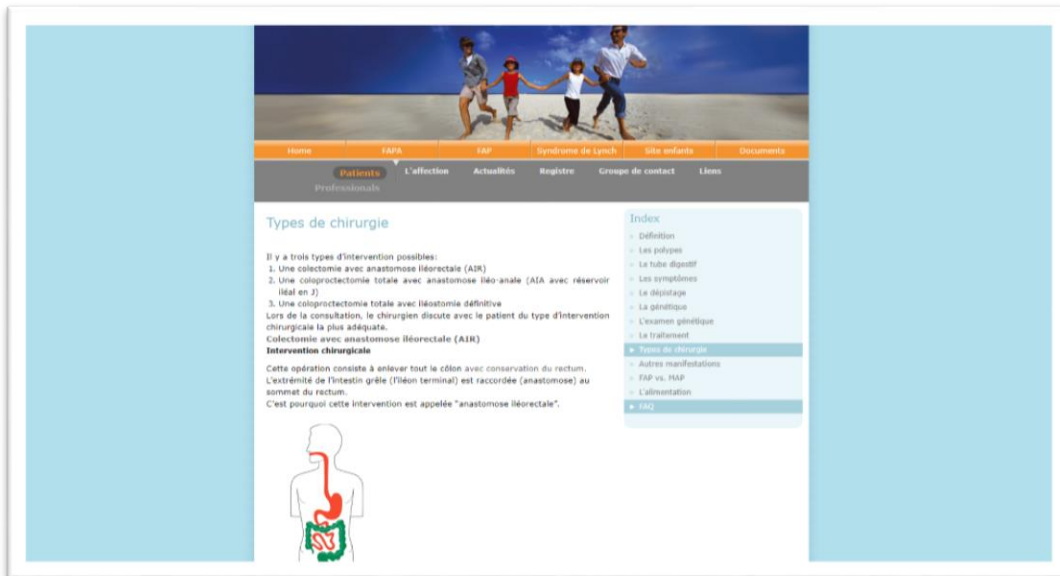 Home FAPA FAP Syndrome de Lynch Site enfants Documents
Patients L'affection Actualités Registre Groupe de contact Liens
Professionals
Types de chirurgie
Il y a trois types d'intervention possibles:
1. Une colectomie avec anastomose iléorectale (AIR)
2. Une coloproctectomie totale avec anastomose iléo-anale (AIA avec réservoir
iléal en J)
3. Une coloproctectomie totale avec iléostomie définitive
Lors de la consultation, le chirurgien discute avec le patient du type d'intervention
chirurgicale la plus adéquate.
Colectomie avec anastomose iléorectale (AIR)
Intervention chirurgicale
Cette opération consiste à enlever tout le côlon avec conservation du rectum.
L'extrémité de l'intestin grêle (l'iléon terminal) est raccordée (anastomose) au
sommet du rectum.
C'est pourquoi cette intervention est appelée "anastomose iléorectale".
Index
Définition
Les polypes
Le tube digestif
Les symptômes
Le dépistage
La génétique
L'examen génétique
Le traitement
Types de chirurgie
Autres manifestations
FAP vs. MAP
L'alimentation
FAQ